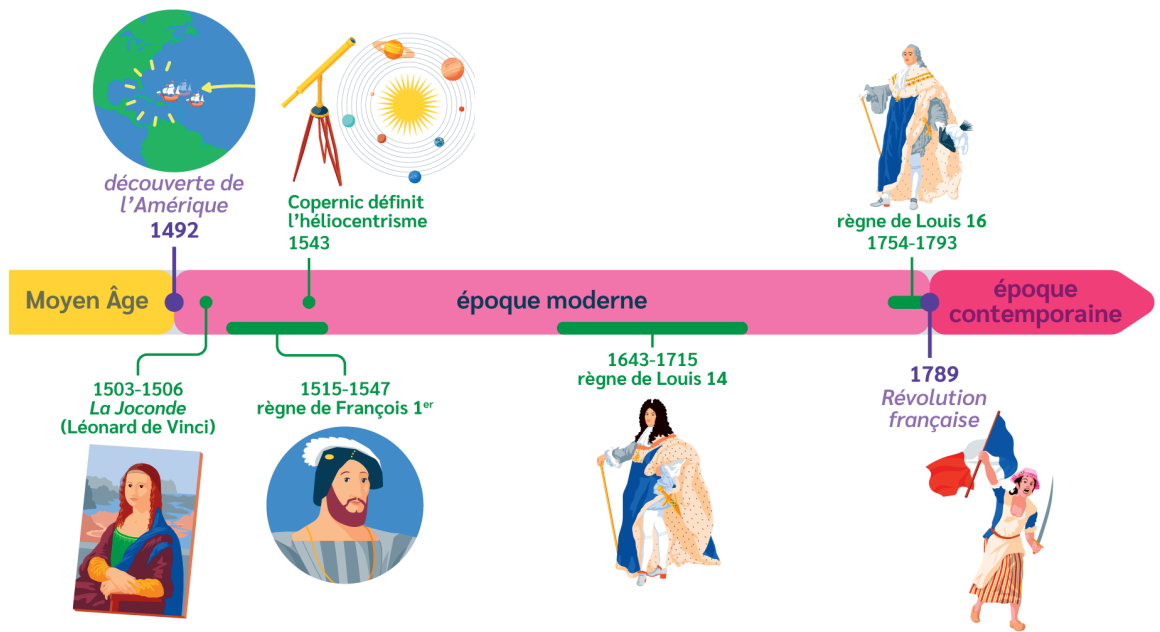 découverte de
l'Amérique
1492
Copernic définit
l'héliocentrisme
1543
règne de Louis 16
1754-1793
Moyen Âge
époque moderne
époque
contemporaine
1503-1506
La Joconde
(Léonard de Vinci)
1515-1547
règne de François 1er
1643-1715
règne de Louis 14
1789
Révolution
française